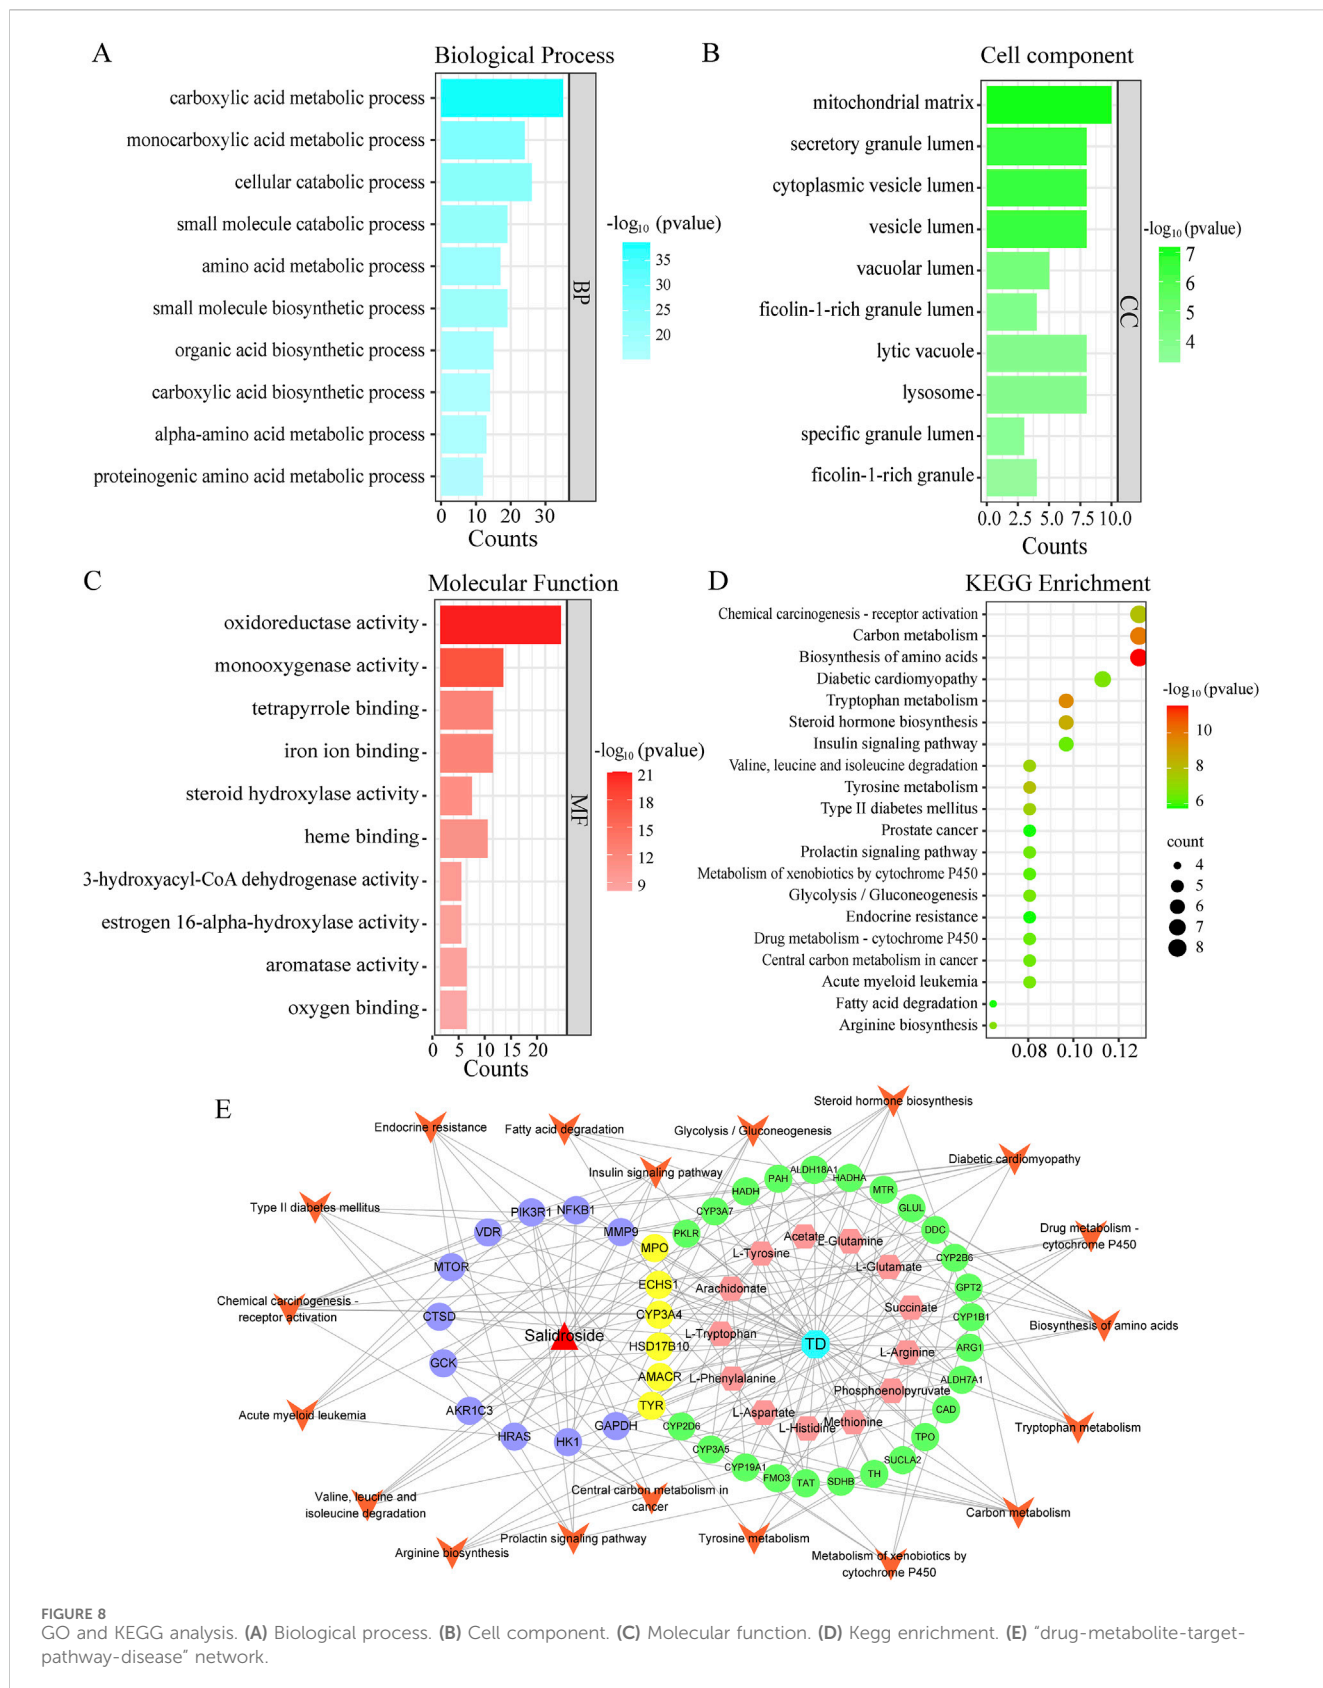 A
Biological Process
carboxylic acid metabolic process
monocarboxylic acid metabolic process
cellular catabolic process
small molecule catabolic process
amino acid metabolic process
small molecule biosynthetic process
organic acid biosynthetic process
carboxylic acid biosynthetic process
alpha-amino acid metabolic process
proteinogenic amino acid metabolic process
BP
0 10 20 30
Counts
-log10 (pvalue)
35
30
25
20
B
Cell component
mitochondrial matrix
secretory granule lumen
cytoplasmic vesicle lumen
vesicle lumen
vacuolar lumen
ficolin-1-rich granule lumen
lytic vacuole
lysosome
specific granule lumen
ficolin-1-rich granule
CC
0.0 2.5 5.0 7.5 10.0
Counts
-log10 (pvalue)
7
6
5
4
C
Molecular Function
oxidoreductase activity
monooxygenase activity
tetrapyrrole binding
iron ion binding
steroid hydroxylase activity
heme binding
3-hydroxyacyl-CoA dehydrogenase activity
estrogen 16-alpha-hydroxylase activity
aromatase activity
oxygen binding
MF
0 5 10 15 20
Counts
-log10 (pvalue)
21
18
15
12
9
D
KEGG Enrichment
Chemical carcinogenesis - receptor activation
Carbon metabolism
Biosynthesis of amino acids
Diabetic cardiomyopathy
Tryptophan metabolism
Steroid hormone biosynthesis
Insulin signaling pathway
Valine, leucine and isoleucine degradation
Tyrosine metabolism
Type II diabetes mellitus
Prostate cancer
Prolactin signaling pathway
Metabolism of xenobiotics by cytochrome P450
Glycolysis / Gluconeogenesis
Endocrine resistance
Drug metabolism - cytochrome P450
Central carbon metabolism in cancer
Acute myeloid leukemia
Fatty acid degradation
Arginine biosynthesis
0.08 0.10 0.12
-log10 (pvalue)
10
8
6
count
4
5
6
7
8
E
Steroid hormone biosynthesis
Endocrine resistance
Fatty acid degradation
Glycolysis / Gluconeogenesis
Insulin signaling pathway
Diabetic cardiomyopathy
Type II diabetes mellitus
Drug metabolism -
cytochrome P450
Chemical carcinogenesis -
receptor activation
Biosynthesis of amino acids
Acute myeloid leukemia
Tryptophan metabolism
Valine, leucine and
isoleucine degradation
Central carbon metabolism in
cancer
Carbon metabolism
Arginine biosynthesis
Prolactin signaling pathway
Tyrosine metabolism
Metabolism of xenobiotics by
cytochrome P450
PIK3R1
NFKB1
VDR
MMP9
MTOR
CTSD
GCK
AKR1C3
HRAS
HK1
GAPDH
Salidroside
MPO
ECHS1
CYP3A4
HSD17B10
AMACR
TYR
PKLR
CYP3A7
HADH
PAH
ALDH18A1
HADHA
MTR
GLUL
DDC
CYP2B6
GPT2
CYP1B1
ARG1
ALDH7A1
CAD
TPO
SUCLA2
TH
SDHB
TAT
FMO3
CYP19A1
CYP3A5
CYP2D6
Acetate
L-Glutamine
L-Tyrosine
L-Glutamate
Arachidonate
Succinate
L-Tryptophan
TD
L-Arginine
L-Phenylalanine
Phosphoenolpyruvate
L-Aspartate
L-Histidine
Methionine
FIGURE 8
GO and KEGG analysis. (A) Biological process. (B) Cell component. (C) Molecular function. (D) Kegg enrichment. (E) "drug-metabolite-target-
pathway-disease" network.